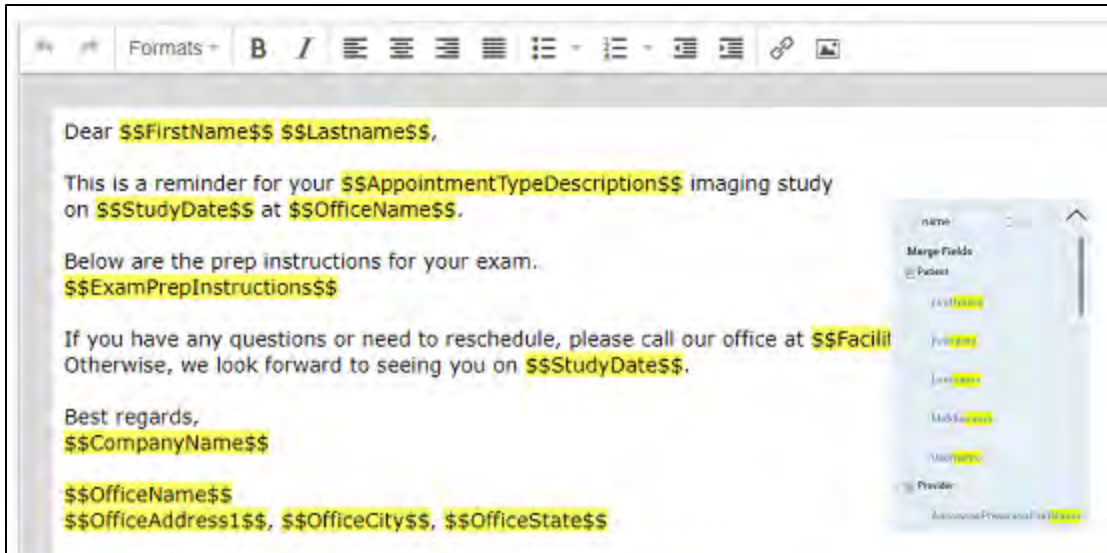 Formats
B I
Dear $$FirstName$$ $$Lastname$$,
This is a reminder for your $$AppointmentTypeDescription$$ imaging study
on $$StudyDate$$ at $$OfficeName$$.
Below are the prep instructions for your exam.
$$ExamPrepInstructions$$
If you have any questions or need to reschedule, please call our office at $$Facilit
Otherwise, we look forward to seeing you on $$StudyDate$$.
Best regards,
$$CompanyName$$
$$OfficeName$$
$$OfficeAddress1$$, $$OfficeCity$$, $$OfficeState$$
name
Merge Fields
Patient
Provider